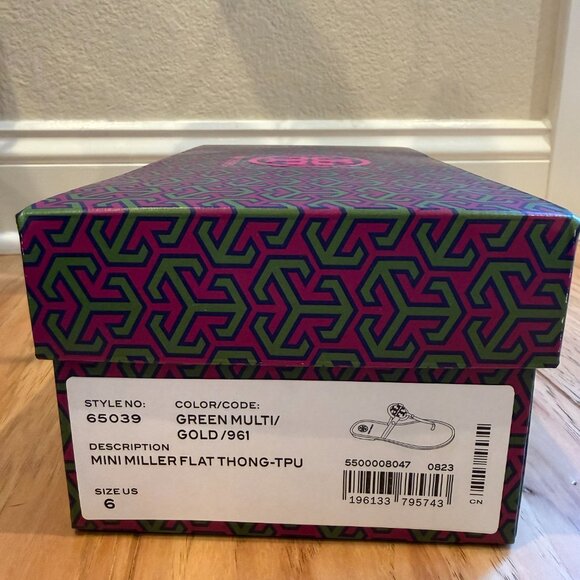 STYLE NO: COLOR/CODE:
65039 GREEN MULTI/
GOLD /961
DESCRIPTION
MINI MILLER FLAT THONG-TPU
SIZE US
6
5500008047 0823
196133 795743
CN